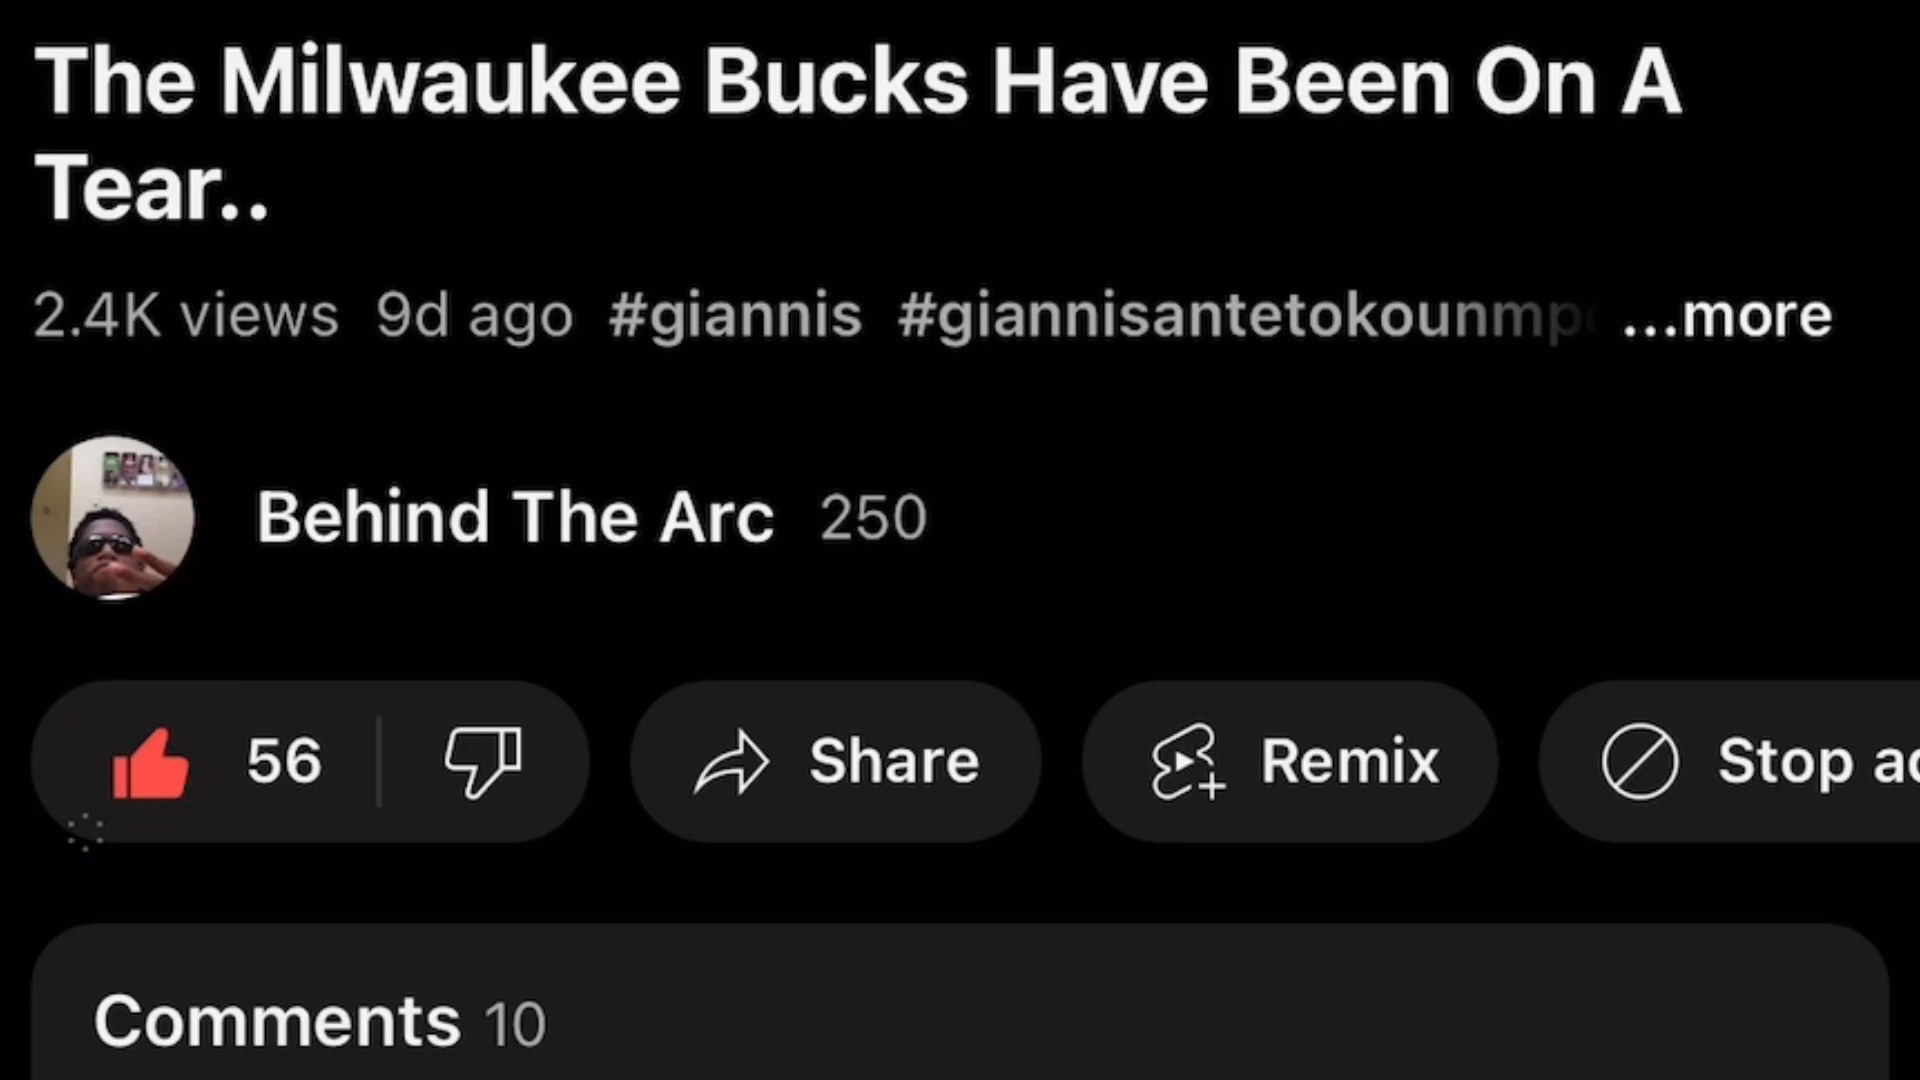 The Milwaukee Bucks Have Been On A
Tear..
2.4K views 9d ago #giannis #giannisantetokounmp ...more
Behind The Arc 250
56 Share Remix Stop
Comments 10